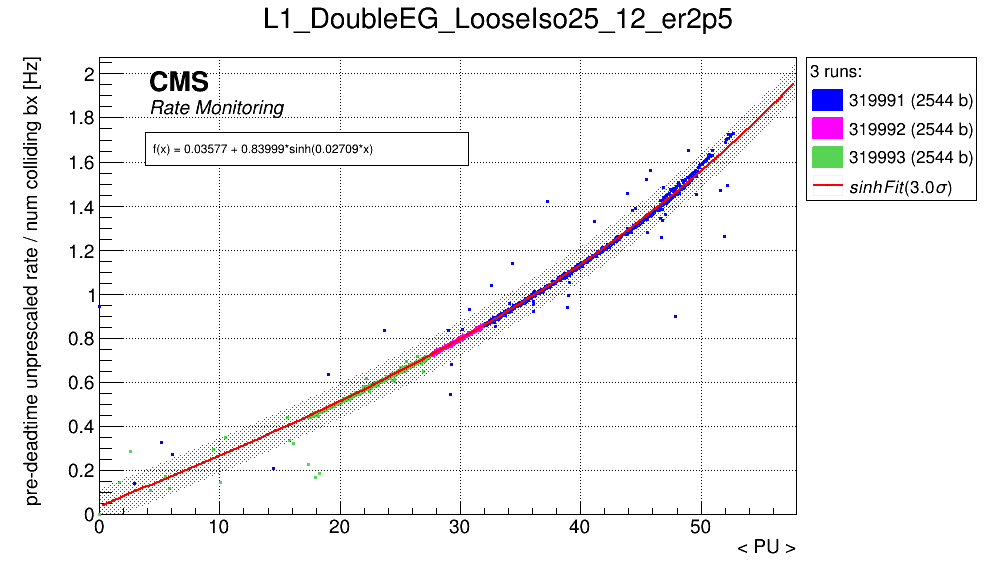 L1_DoubleEG_LooseIso25_12_er2p5
pre-deadtime unprescaled rate / num colliding bx [Hz]
CMS
Rate Monitoring
f(x) = 0.03577 + 0.83999*sinh(0.02709*x)
2
1.8
1.6
1.4
1.2
1
0.8
0.6
0.4
0.2
0
0 10 20 30 40 50
< PU >
3 runs:
319991 (2544 b)
319992 (2544 b)
319993 (2544 b)
sinhFit(3.0σ)